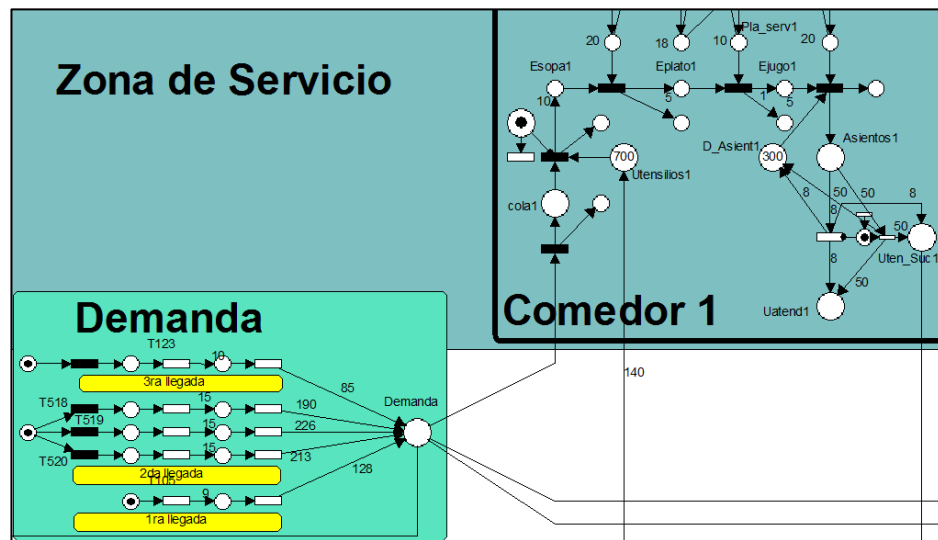 Pla_serv1
20
18
10
20
Zona de Servicio
Esopa1
Eplato1
Ejugo1
10
5
1
5
700
D_Asient1
300
Asientos1
Utensilios1
cola1
8
50
50
8
8
50
8
Uten_Suc1
50
Uatend1
Comedor 1
Demanda
T123
10
3ra llegada
85
140
T518
15
190
Demanda
T519
15
226
T520
15
213
2da llegada
128
T105
9
1ra llegada